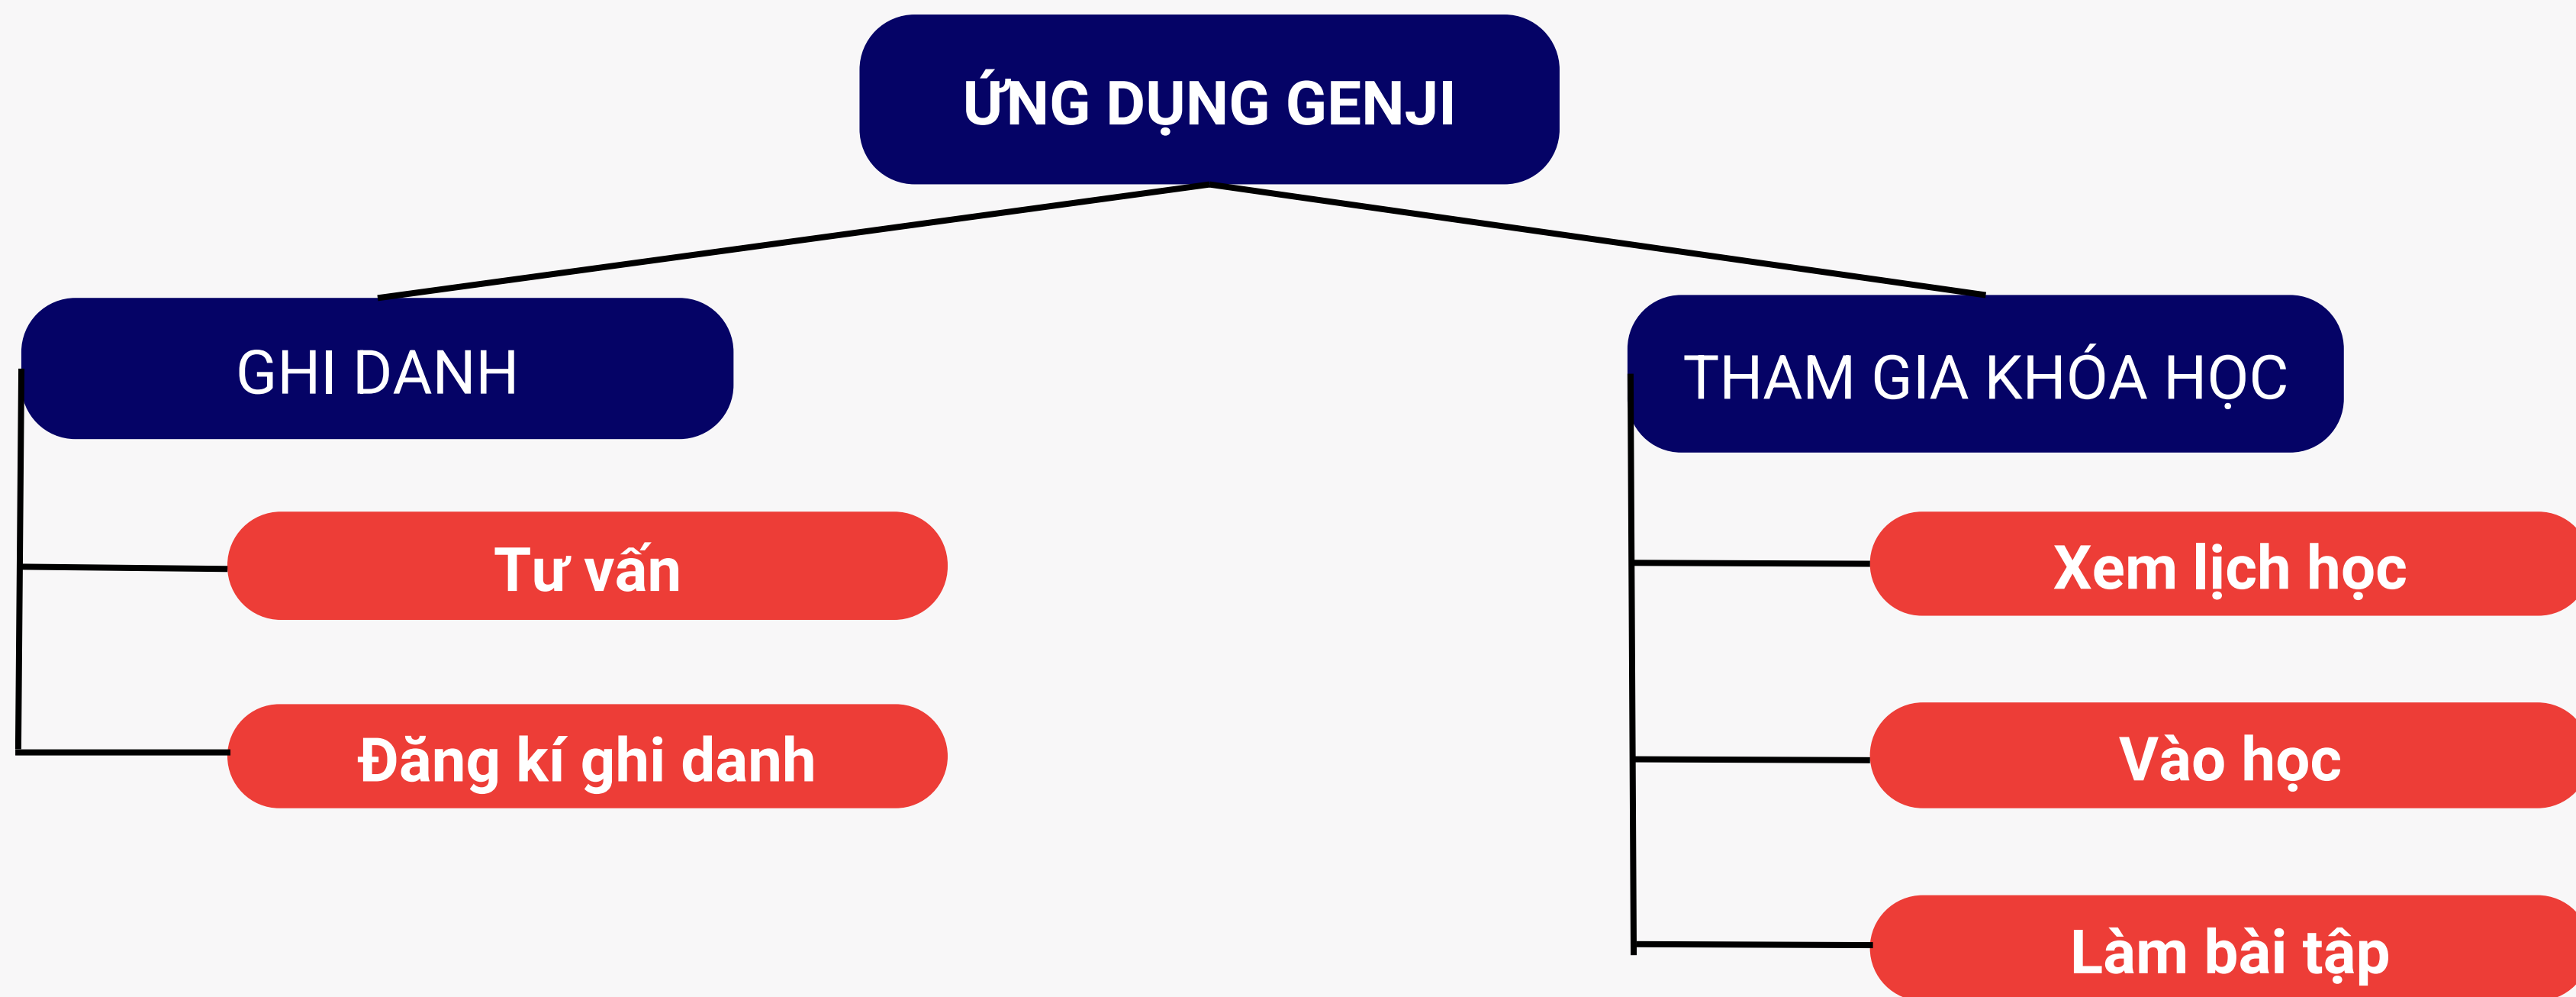 ỨNG DỤNG GENJI
GHI DANH
Tư vấn
Đăng kí ghi danh
THAM GIA KHÓA HỌC
Xem lịch học
Vào học
Làm bài tập